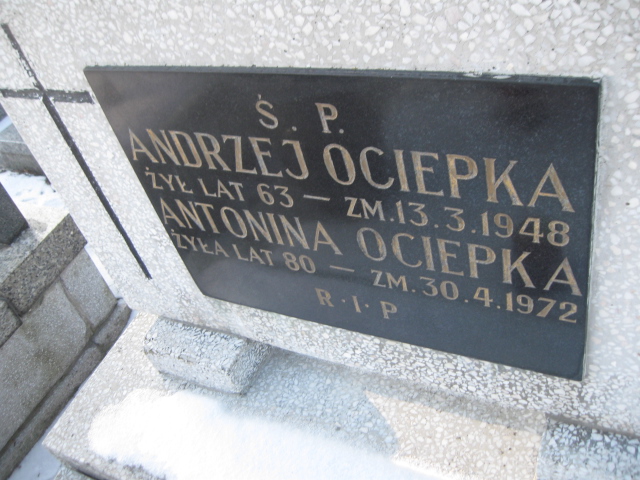 Ś. P.
ANDRZEJ OCIEPKA
ŻYŁ LAT 63 — ZM. 13.3.1948
ANTONINA OCIEPKA
ŻYŁA LAT 80 — ZM. 30.4.1972
R·I·P